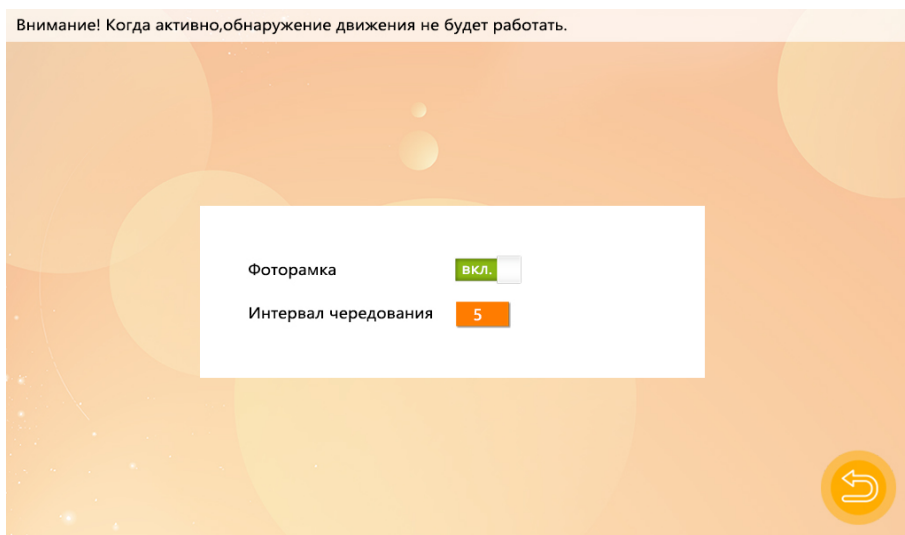 Внимание! Когда активно,обнаружение движения не будет работать.
Фоторамка ВКЛ.
Интервал чередования 5